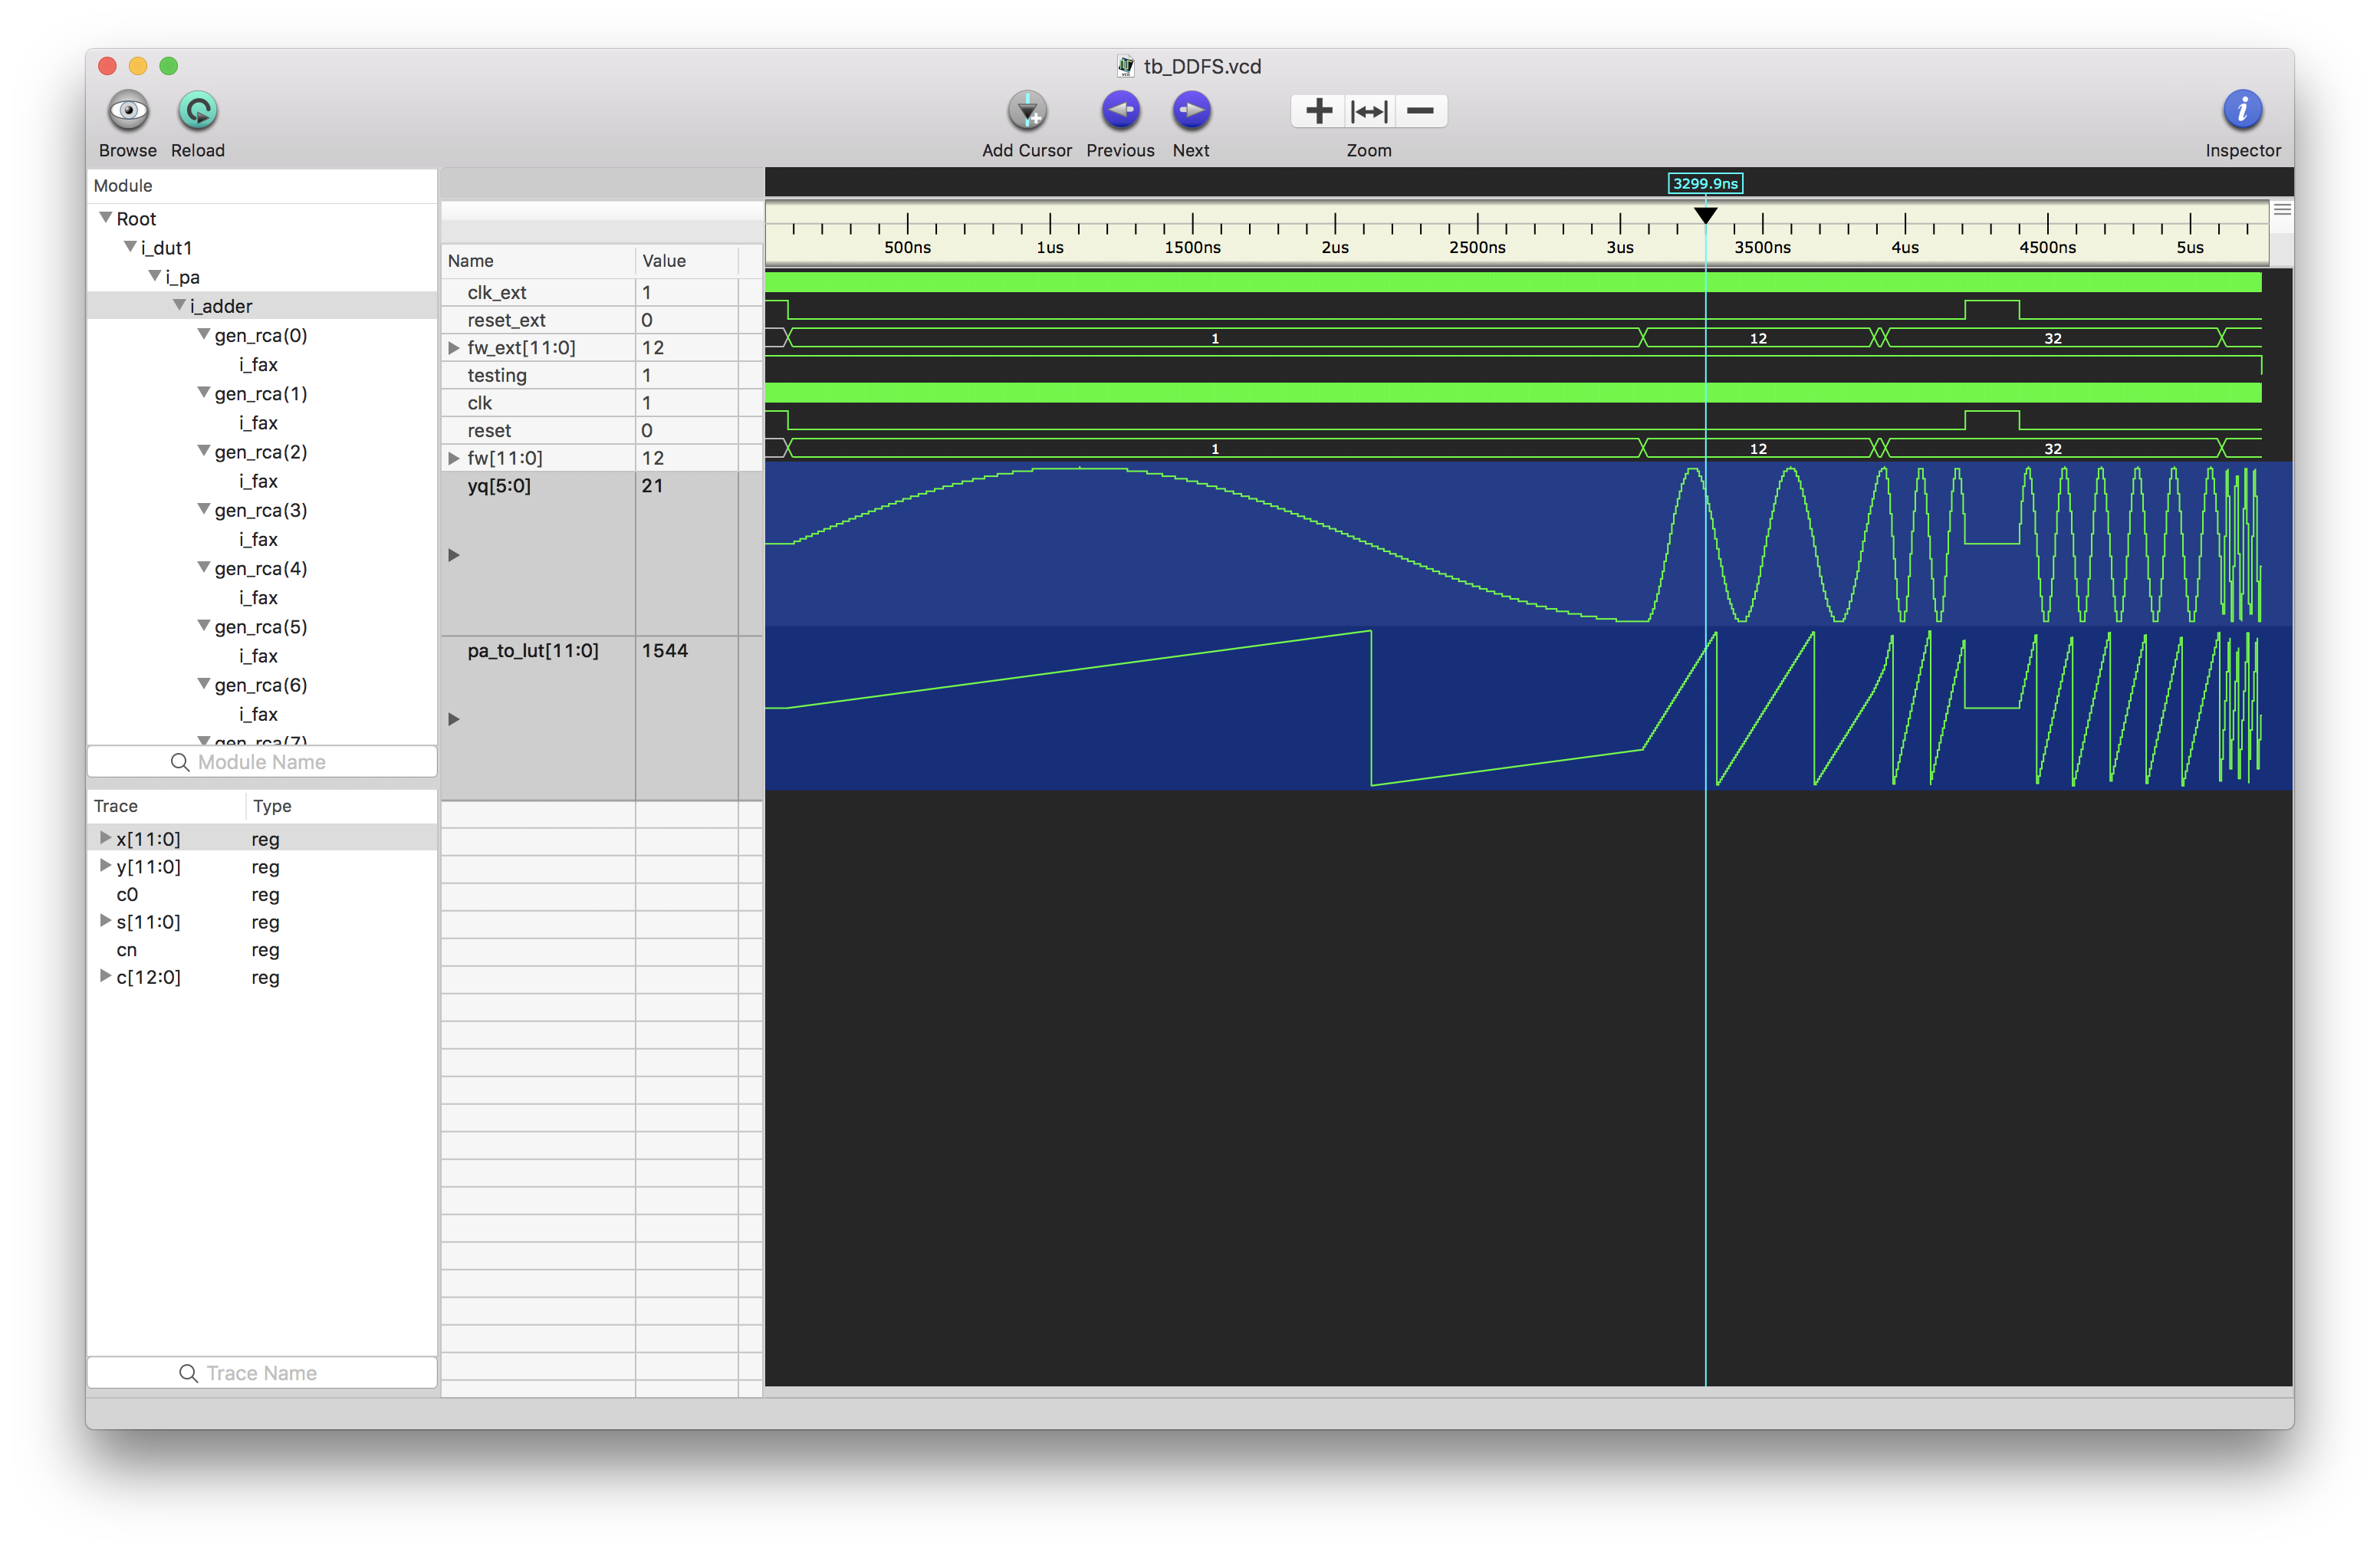 tb_DDFS.vcd
Browse Reload Add Cursor Previous Next Zoom Inspector
Module
Root
i_dut1
i_pa
i_adder
gen_rca(0)
i_fax
gen_rca(1)
i_fax
gen_rca(2)
i_fax
gen_rca(3)
i_fax
gen_rca(4)
i_fax
gen_rca(5)
i_fax
gen_rca(6)
i_fax
gen_rca(7)
Module Name
Trace Type
x[11:0] reg
y[11:0] reg
c0 reg
s[11:0] reg
cn reg
c[12:0] reg
Trace Name
Name Value
clk_ext 1
reset_ext 0
fw_ext[11:0] 12
testing 1
clk 1
reset 0
fw[11:0] 12
yq[5:0] 21
pa_to_lut[11:0] 1544
3299.9ns
500ns 1us 1500ns 2us 2500ns 3us 3500ns 4us 4500ns 5us
1 12 32
1 12 32